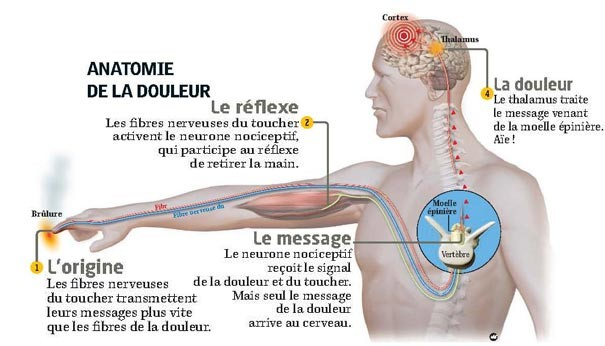 ANATOMIE
DE LA DOULEUR
Cortex
Thalamus
4
La douleur
Le thalamus traite
le message venant
de la moelle épinière.
Aïe !
Le réflexe
Les fibres nerveuses du toucher 2
activent le neurone nociceptif,
qui participe au réflexe
de retirer la main.
Brûlure
Fibr
Fibre nerveuse du
Moelle
épinière
Vertèbre
Le message
Le neurone nociceptif
reçoit le signal
de la douleur et du toucher.
Mais seul le message
de la douleur
arrive au cerveau.
1 L'origine
Les fibres nerveuses
du toucher transmettent
leurs messages plus vite
que les fibres de la douleur.